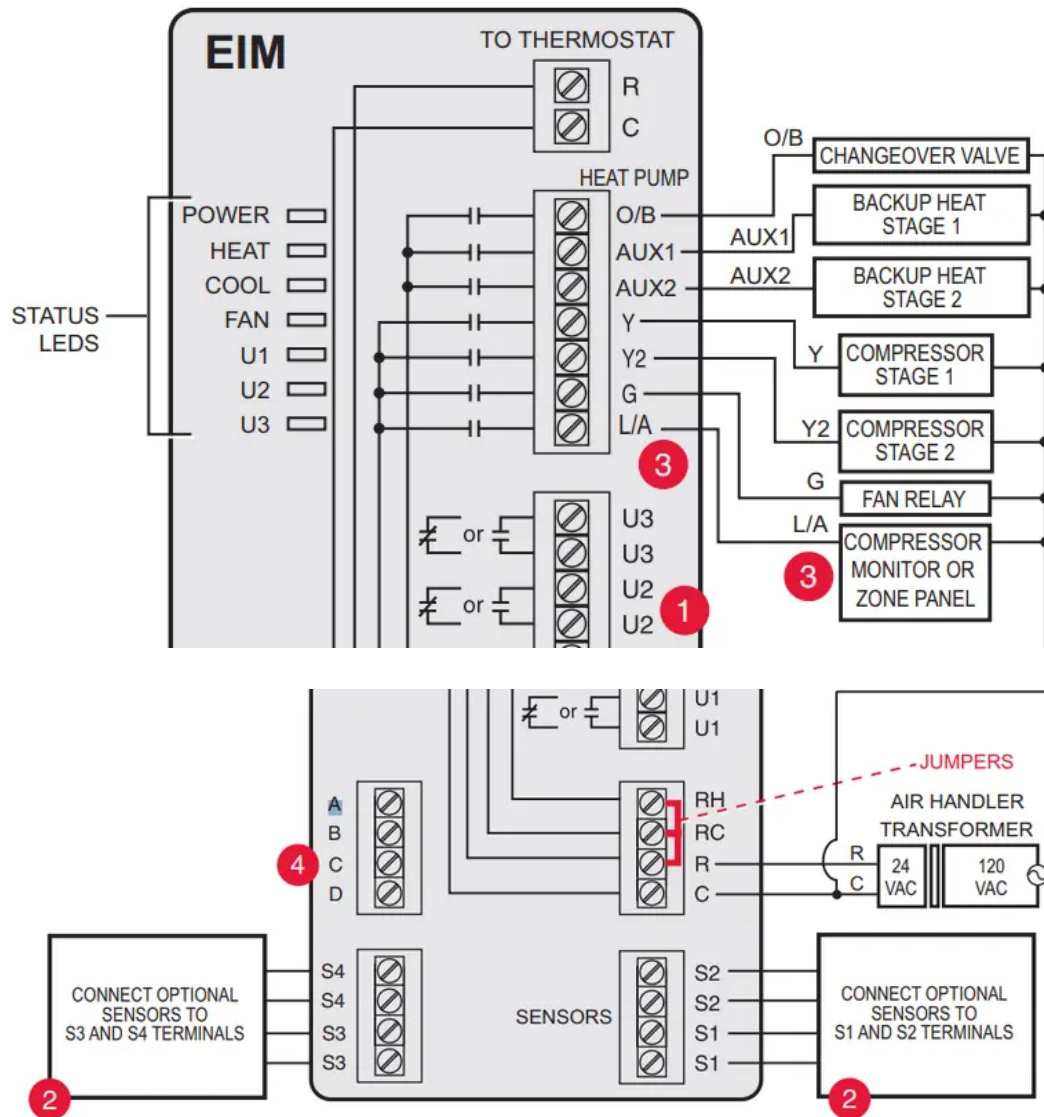 EIM
TO THERMOSTAT
R
C
HEAT PUMP
O/B
AUX1
AUX2
Y
Y2
G
L/A
3
STATUS
LEDS
POWER
HEAT
COOL
FAN
U1
U2
U3
O/B
CHANGEOVER VALVE
AUX1
BACKUP HEAT
STAGE 1
AUX2
BACKUP HEAT
STAGE 2
Y
COMPRESSOR
STAGE 1
Y2
COMPRESSOR
STAGE 2
G
FAN RELAY
L/A
COMPRESSOR
MONITOR OR
ZONE PANEL
3
or
U3
U3
or
U2
U2
1
or
U1
U1
JUMPERS
A
B
C
D
4
RH
RC
R
C
AIR HANDLER
TRANSFORMER
R
C
24
VAC
120
VAC
CONNECT OPTIONAL
SENSORS TO
S3 AND S4 TERMINALS
2
S4
S4
S3
S3
SENSORS
S2
S2
S1
S1
CONNECT OPTIONAL
SENSORS TO
S1 AND S2 TERMINALS
2